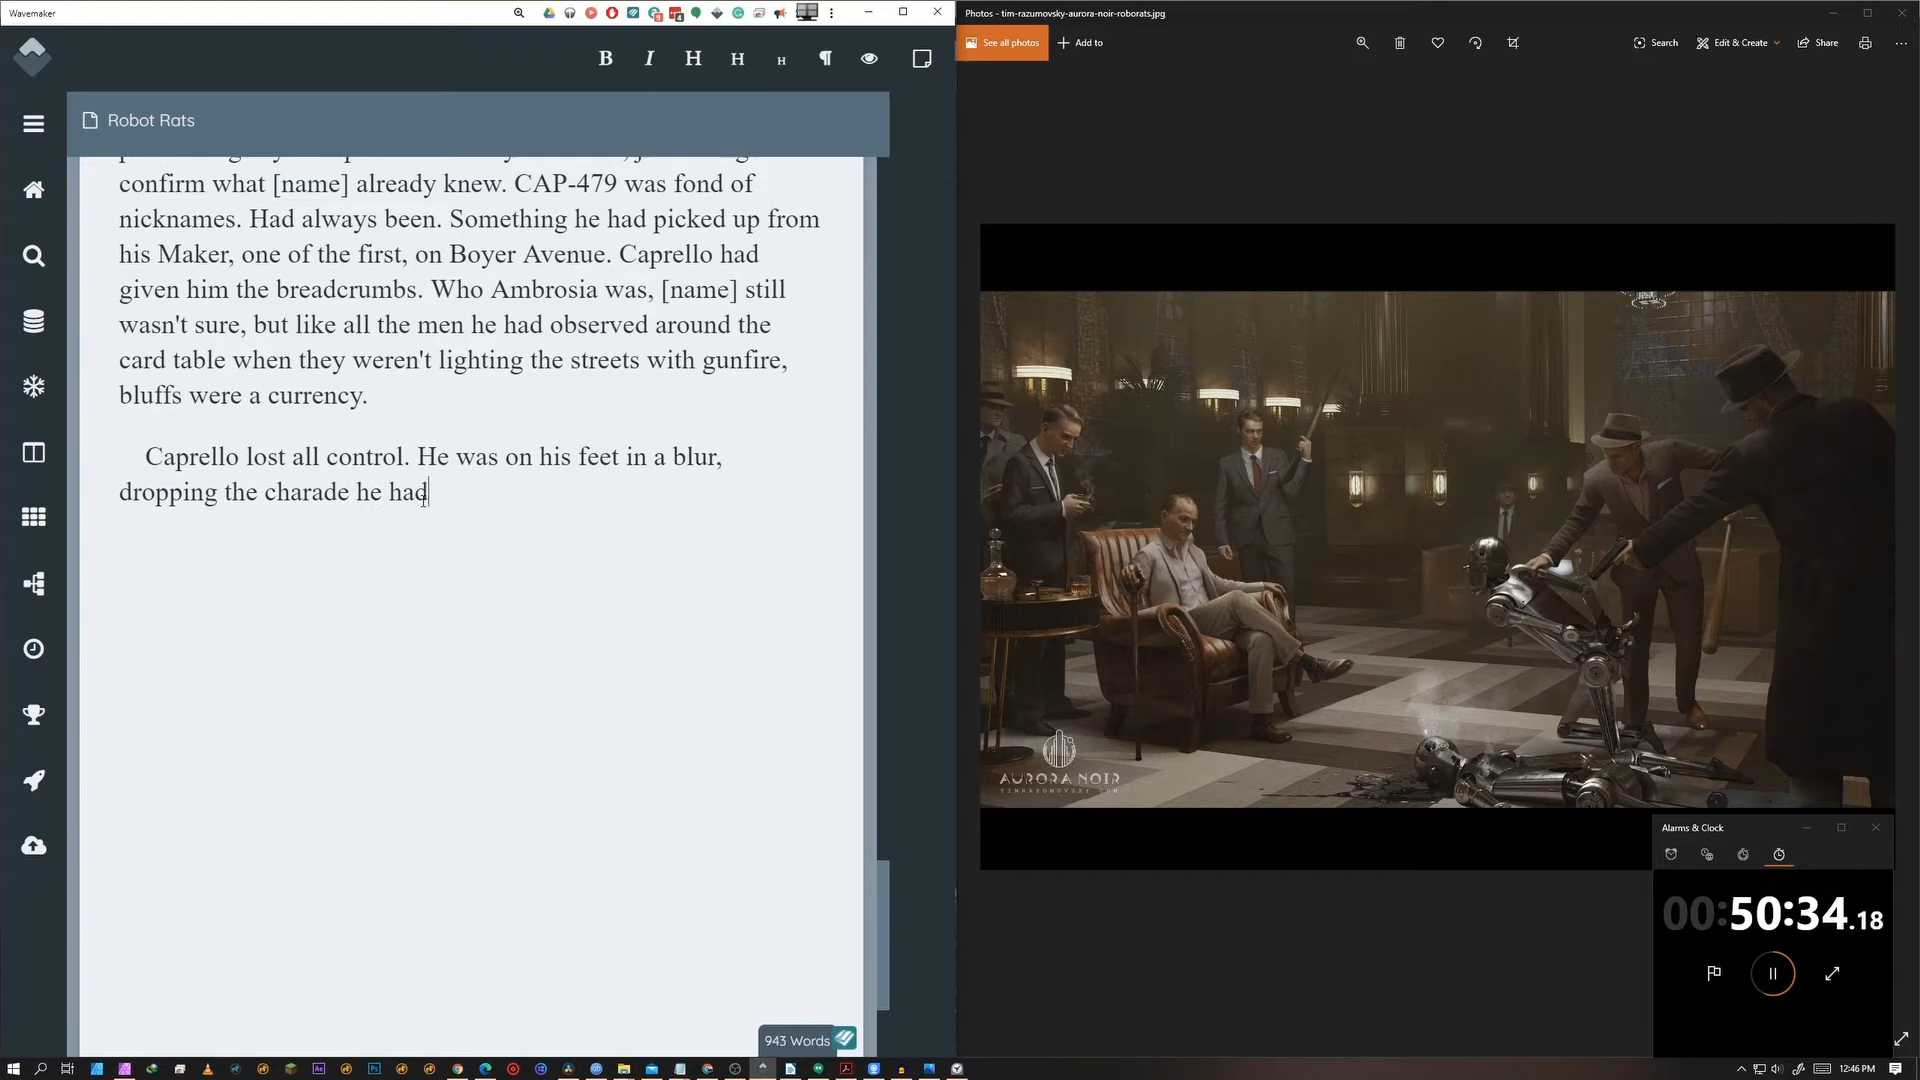 Wavemaker
B I H H H ¶
Robot Rats
confirm what [name] already knew. CAP-479 was fond of
nicknames. Had always been. Something he had picked up from
his Maker, one of the first, on Boyer Avenue. Caprello had
given him the breadcrumbs. Who Ambrosia was, [name] still
wasn't sure, but like all the men he had observed around the
card table when they weren't lighting the streets with gunfire,
bluffs were a currency.
Caprello lost all control. He was on his feet in a blur,
dropping the charade he had
943 Words
Photos - tim-razumovsky-aurora-noir-roborats.jpg
See all photos
Add to
Search
Edit & Create
Share
AURORA NOIR
TIMRAZUMOVSKY.COM
Alarms & Clock
00:50:34.18
12:46 PM